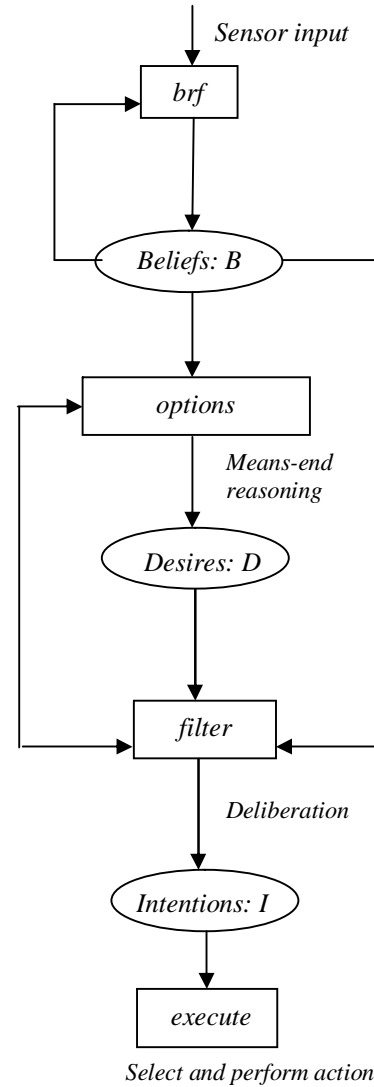 Sensor input
brf
Beliefs: B
options
Means-end
reasoning
Desires: D
filter
Deliberation
Intentions: I
execute
Select and perform action